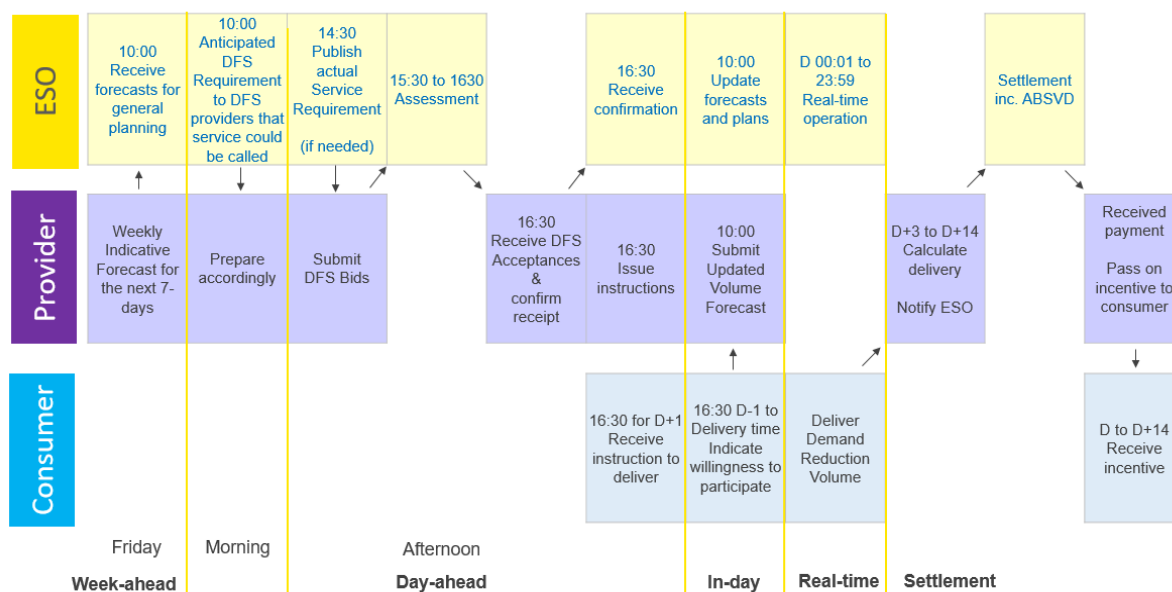 ESO
10:00
Receive
forecasts for
general
planning
10:00
Anticipated
DFS
Requirement
to DFS
providers that
service could
be called
14:30
Publish
actual
Service
Requirement
(if needed)
15:30 to 1630
Assessment
16:30
Receive
confirmation
10:00
Update
forecasts
and plans
D 00:01 to
23:59
Real-time
operation
Settlement
inc. ABSVD
Provider
Weekly
Indicative
Forecast for
the next 7-
days
Prepare
accordingly
Submit
DFS Bids
16:30
Receive DFS
Acceptances
&
confirm
receipt
16:30
Issue
instructions
10:00
Submit
Updated
Volume
Forecast
D+3 to D+14
Calculate
delivery
Notify ESO
Received
payment
Pass on
incentive to
consumer
Consumer
16:30 for D+1
Receive
instruction to
deliver
16:30 D-1 to
Delivery time
Indicate
willingness to
participate
Deliver
Demand
Reduction
Volume
D to D+14
Receive
incentive
Friday
Morning
Afternoon
Week-ahead
Day-ahead
In-day
Real-time
Settlement